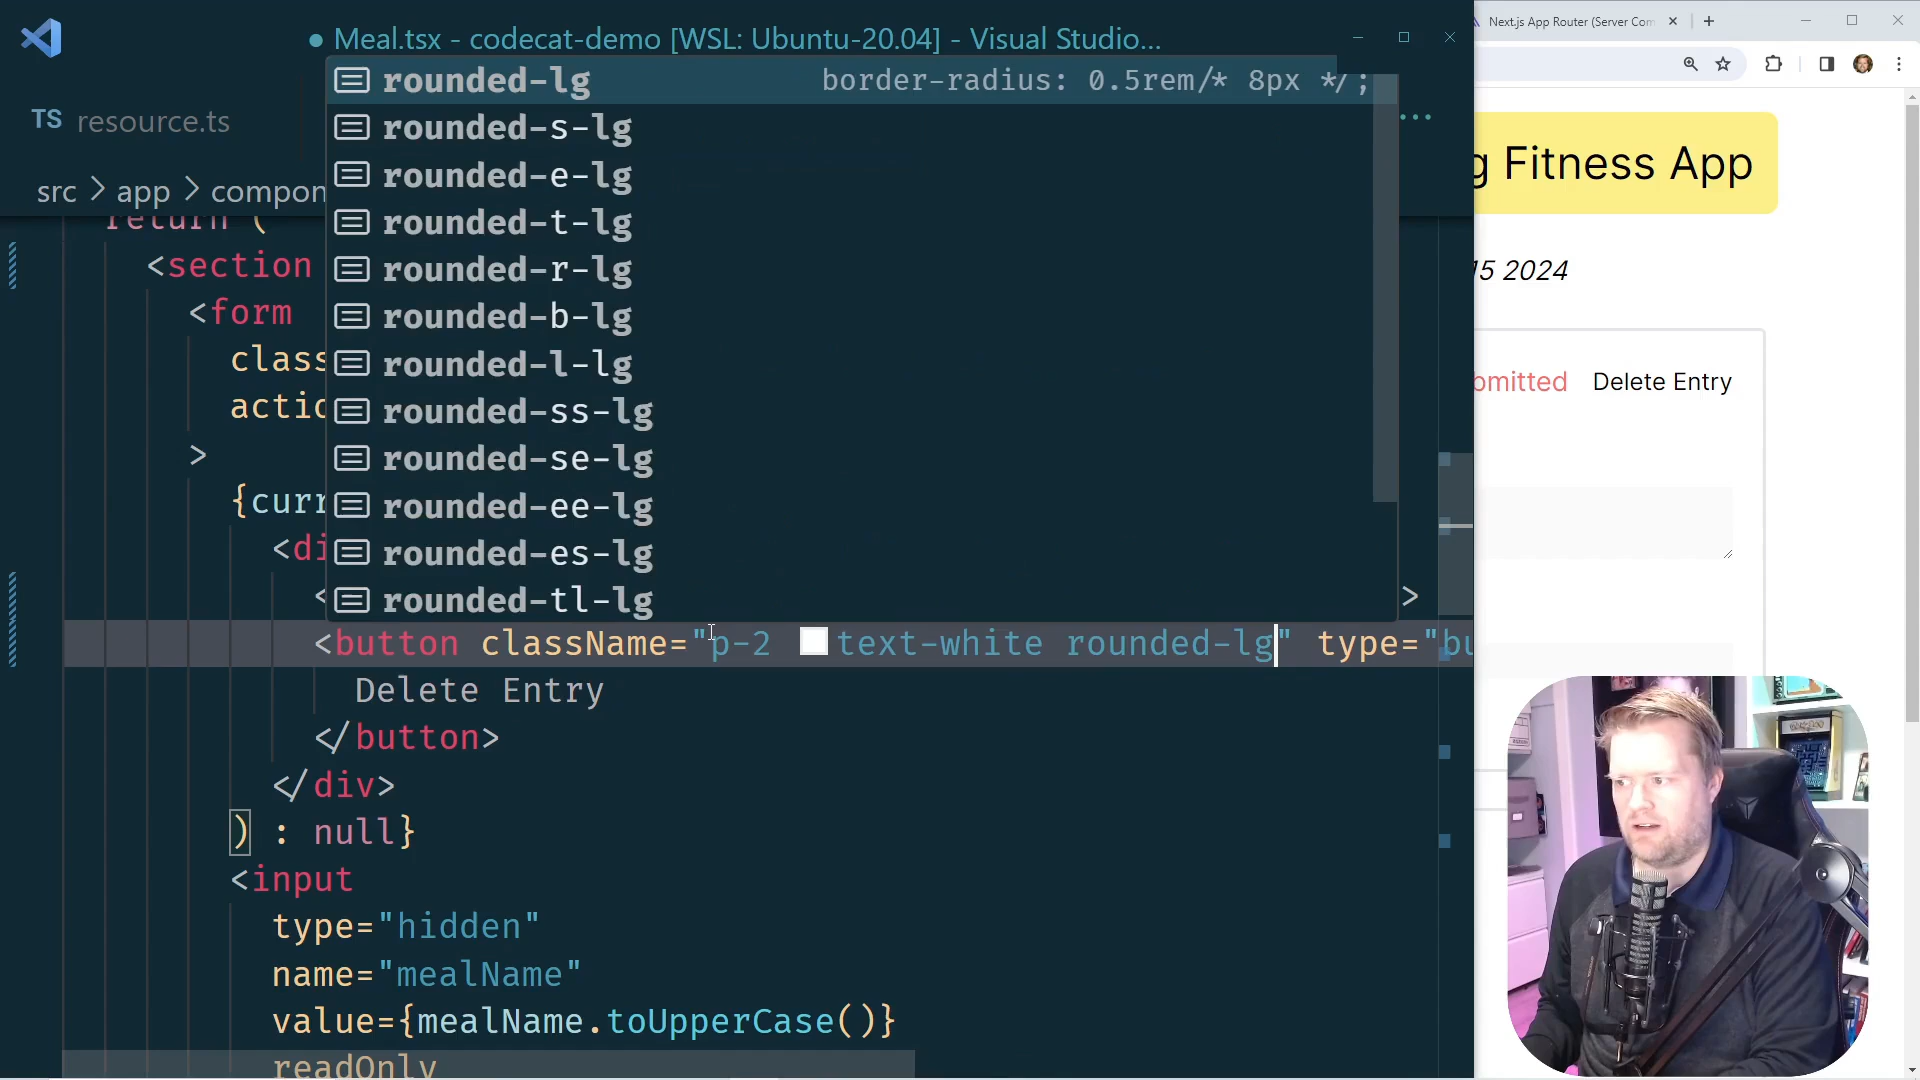 Meal.tsx - codecat-demo [WSL: Ubuntu-20.04] - Visual Studio...
TS resource.ts
src > app > compon
rounded-lg border-radius: 0.5rem/* 8px */;
rounded-s-lg
rounded-e-lg
rounded-t-lg
rounded-r-lg
rounded-b-lg
rounded-l-lg
rounded-ss-lg
rounded-se-lg
rounded-ee-lg
rounded-es-lg
rounded-tl-lg
return (
<section
<form
class
actio
>
{curr
<di
< >
<button className="p-2 text-white rounded-lg" type="bu
Delete Entry
</button>
</div>
) : null}
<input
type="hidden"
name="mealName"
value={mealName.toUpperCase()}
readOnly
Next.js App Router (Server Com
g Fitness App
15 2024
bmitted Delete Entry